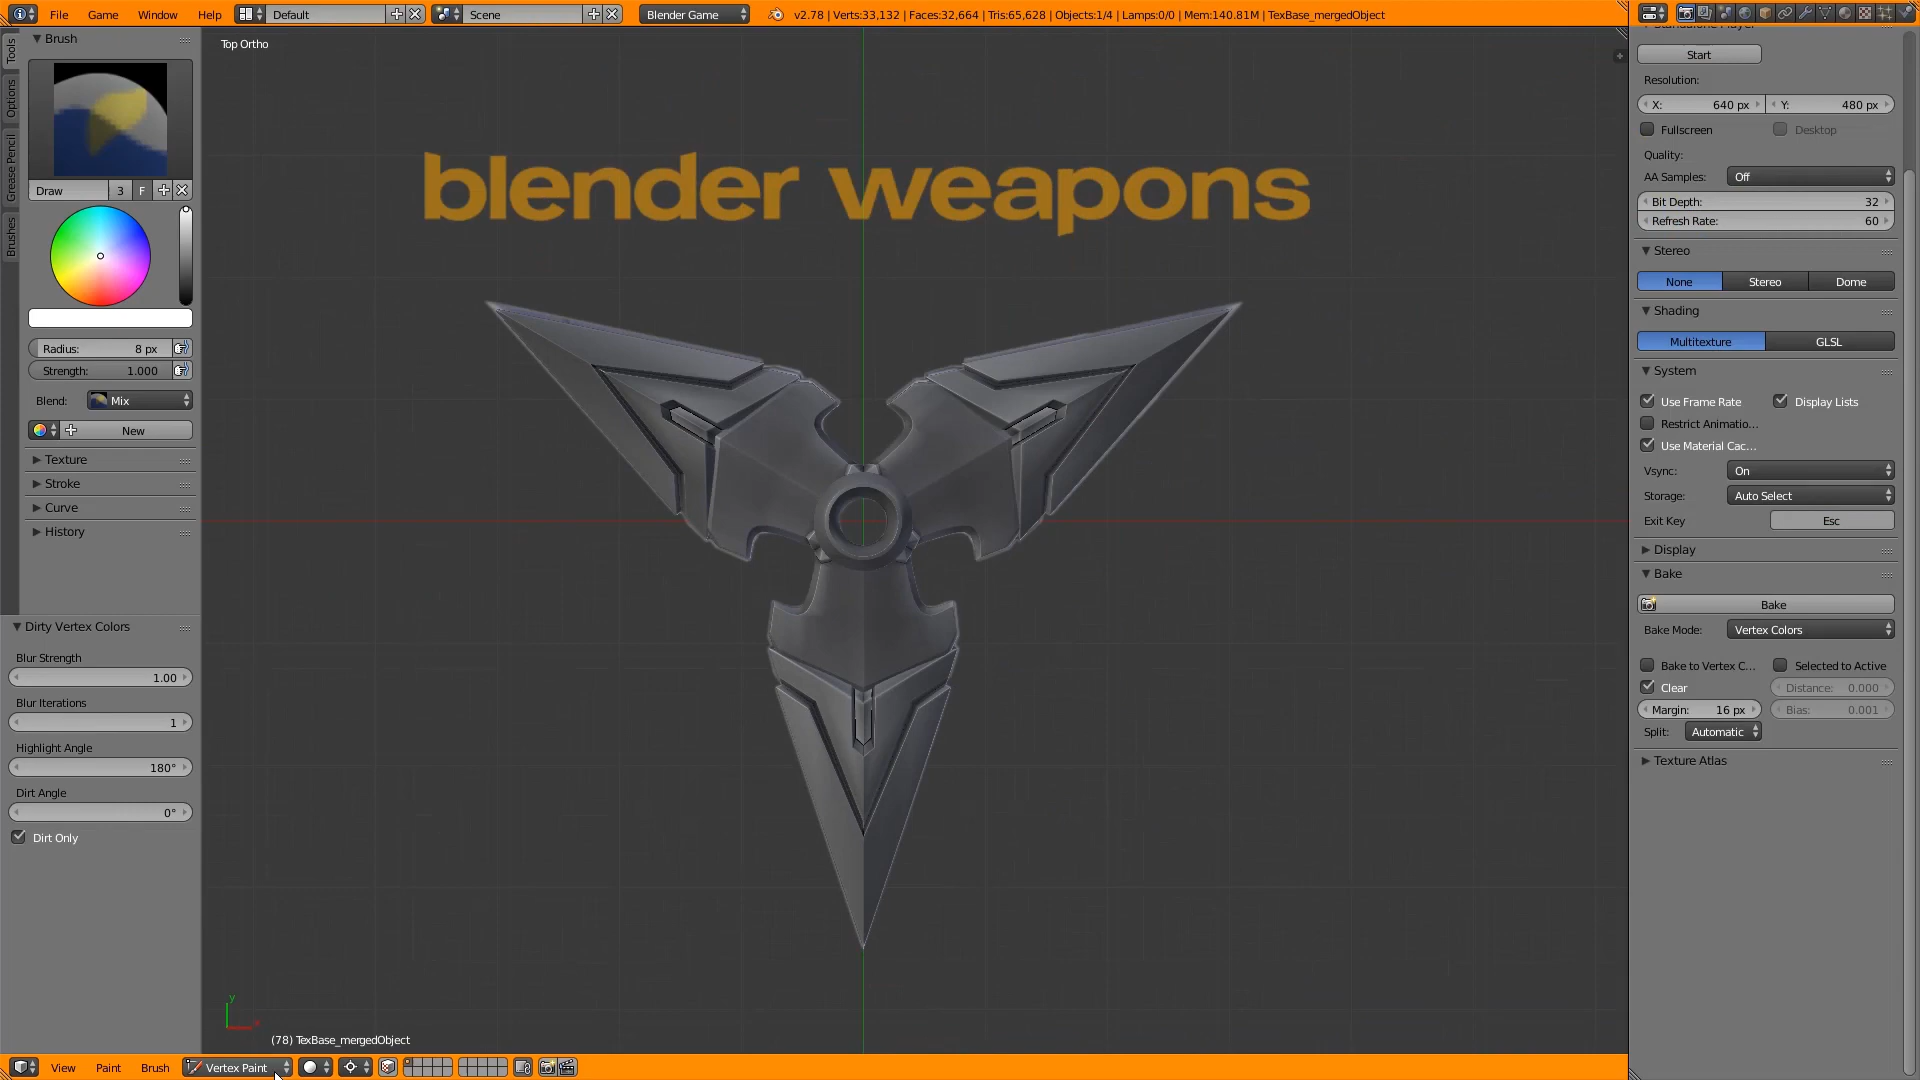 File Game Window Help Default Scene Blender Game v2.78 | Verts:33,132 | Faces:32,664 | Tris:65,628 | Objects:1/4 | Lamps:0/0 | Mem:140.81M | TexBase_mergedObject
Tools
Options
Grease Pencil
Brushes
Brush
Draw 3 F
Radius: 8 px
Strength: 1.000
Blend: Mix
New
Texture
Stroke
Curve
History
Dirty Vertex Colors
Blur Strength
1.00
Blur Iterations
1
Highlight Angle
180°
Dirt Angle
0°
Dirt Only
Top Ortho
blender weapons
y
(78) TexBase_mergedObject
View Paint Brush Vertex Paint
Standalone Player
Start
Resolution:
X: 640 px Y: 480 px
Fullscreen Desktop
Quality:
AA Samples: Off
Bit Depth: 32
Refresh Rate: 60
Stereo
None Stereo Dome
Shading
Multitexture GLSL
System
Use Frame Rate Display Lists
Restrict Animatio...
Use Material Cac...
Vsync: On
Storage: Auto Select
Exit Key Esc
Display
Bake
Bake
Bake Mode: Vertex Colors
Bake to Vertex C... Selected to Active
Clear Distance: 0.000
Margin: 16 px Bias: 0.001
Split: Automatic
Texture Atlas